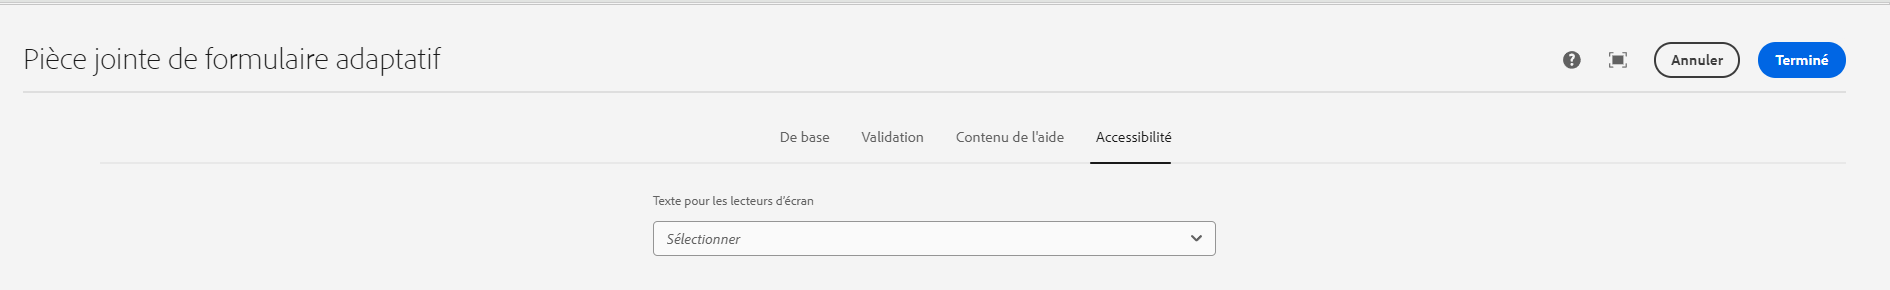 Pièce jointe de formulaire adaptatif
Annuler
Terminé
De base
Validation
Contenu de l'aide
Accessibilité
Texte pour les lecteurs d'écran
Sélectionner